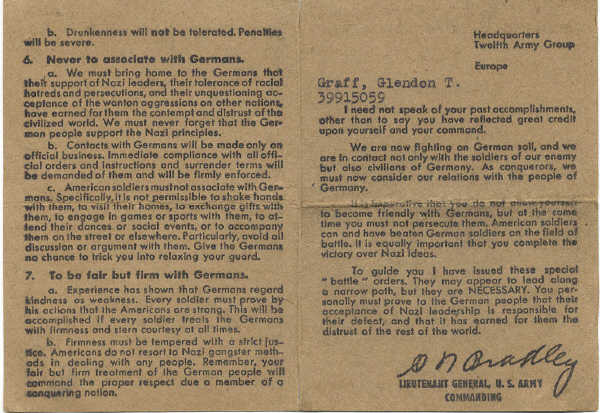 b. Drunkenness will not be tolerated. Penalties
will be severe.
6. Never to associate with Germans.
a. We must bring home to the Germans that
their support of Nazi leaders, their tolerance of racial
hatreds and persecutions, and their unquestioning ac-
ceptance of the wanton aggressions on other nations,
have earned for them the contempt and distrust of the
civilized world. We must never forget that the Ger-
man people support the Nazi principles.
b. Contacts with Germans will be made only on
official business. Immediate compliance with all offi-
cial orders and instructions and surrender terms will
be demanded of them and will be firmly enforced.
c. American soldiers must not associate with Ger-
mans. Specifically, it is not permissible to shake hands
with them, to visit their homes, to exchange gifts with
them, to engage in games or sports with them, to at-
tend their dances or social events, or to accompany
them on the street or elsewhere. Particularly, avoid all
discussion or argument with them. Give the Germans
no chance to trick you into relaxing your guard.
7. To be fair but firm with Germans.
a. Experience has shown that Germans regard
kindness as weakness. Every soldier must prove by
his actions that the Americans are strong. This will be
accomplished if every soldier treats the Germans
with firmness and stern courtesy at all times.
b. Firmness must be tempered with a strict jus-
tice. Americans do not resort to Nazi gangster meth-
ods in dealing with any people. Remember, your
fair but firm treatment of the German people will
command the proper respect due a member of a
conquering nation.
Headquarters
Twelfth Army Group
Europe
Graff, Glendon T.
39915059
I need not speak of your past accomplishments,
other than to say you have reflected great credit
upon yourself and your command.
We are now fighting on German soil, and we
are in contact not only with the soldiers of our enemy
but also civilians of Germany. As conquerors, we
must now consider our relations with the people of
Germany.
It is imperative that you do not allow yourself
to become friendly with Germans, but at the same
time you must not persecute them. American soldiers
can and have beaten German soldiers on the field of
battle. It is equally important that you complete the
victory over Nazi ideas.
To guide you I have issued these special
"battle" orders. They may appear to lead along
a narrow path, but they are NECESSARY. You per-
sonally must prove to the German people that their
acceptance of Nazi leadership is responsible for
their defeat, and that it has earned for them the
distrust of the rest of the world.
O N Bradley
LIEUTENANT GENERAL, U. S. ARMY
COMMANDING